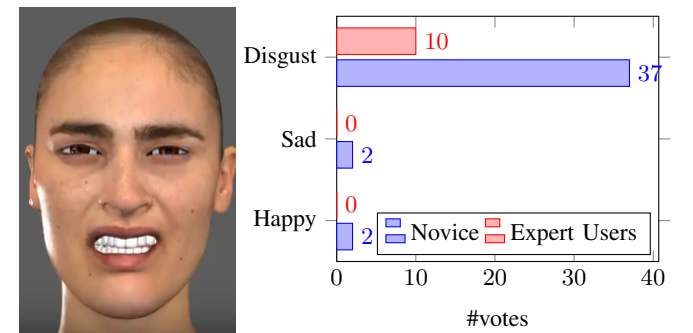 Disgust
10
37
Sad
0
2
Happy
0
2
Novice Expert Users
0 10 20 30 40
#votes